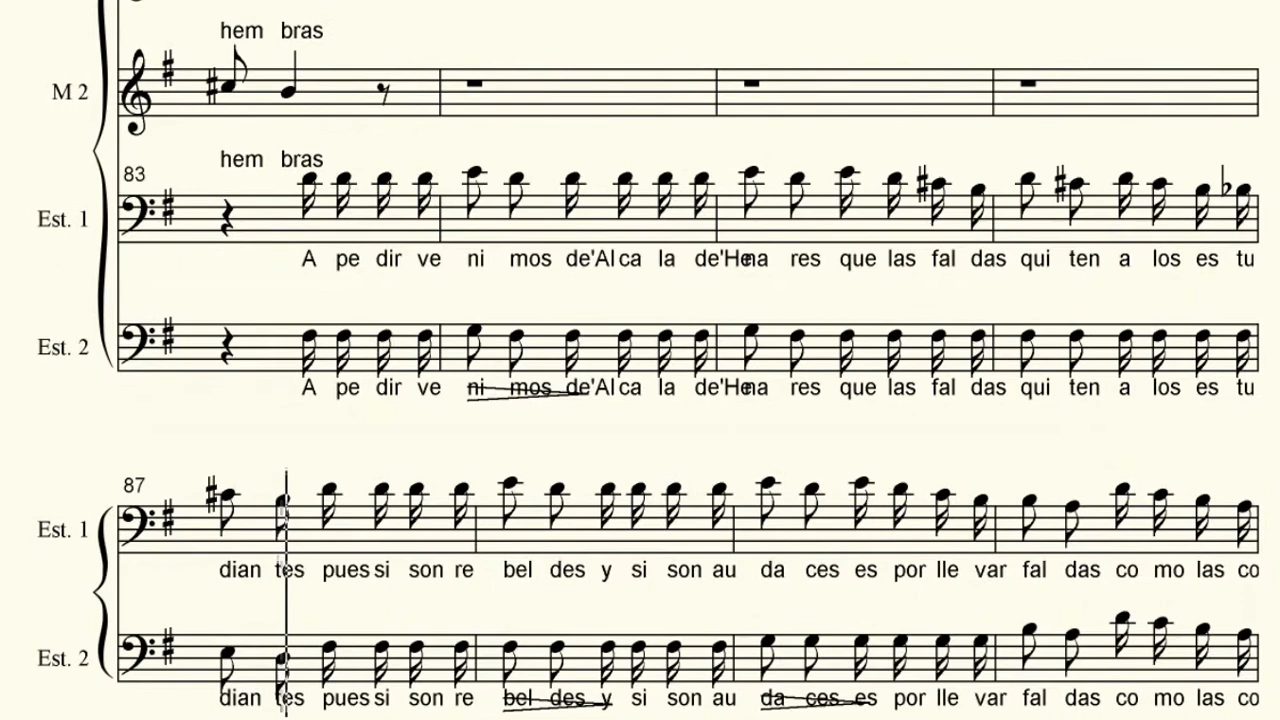 hem bras
M 2
hem bras
83
Est. 1
A pe dir ve ni mos de'Al ca la de'He na res que las fal das qui ten a los es tu
Est. 2
A pe dir ve ni mos de'Al ca la de'He na res que las fal das qui ten a los es tu
87
Est. 1
dian tes pues si son re bel des y si son au da ces es por lle var fal das co mo las co
Est. 2
dian tes pues si son re bel des y si son au da ces es por lle var fal das co mo las co